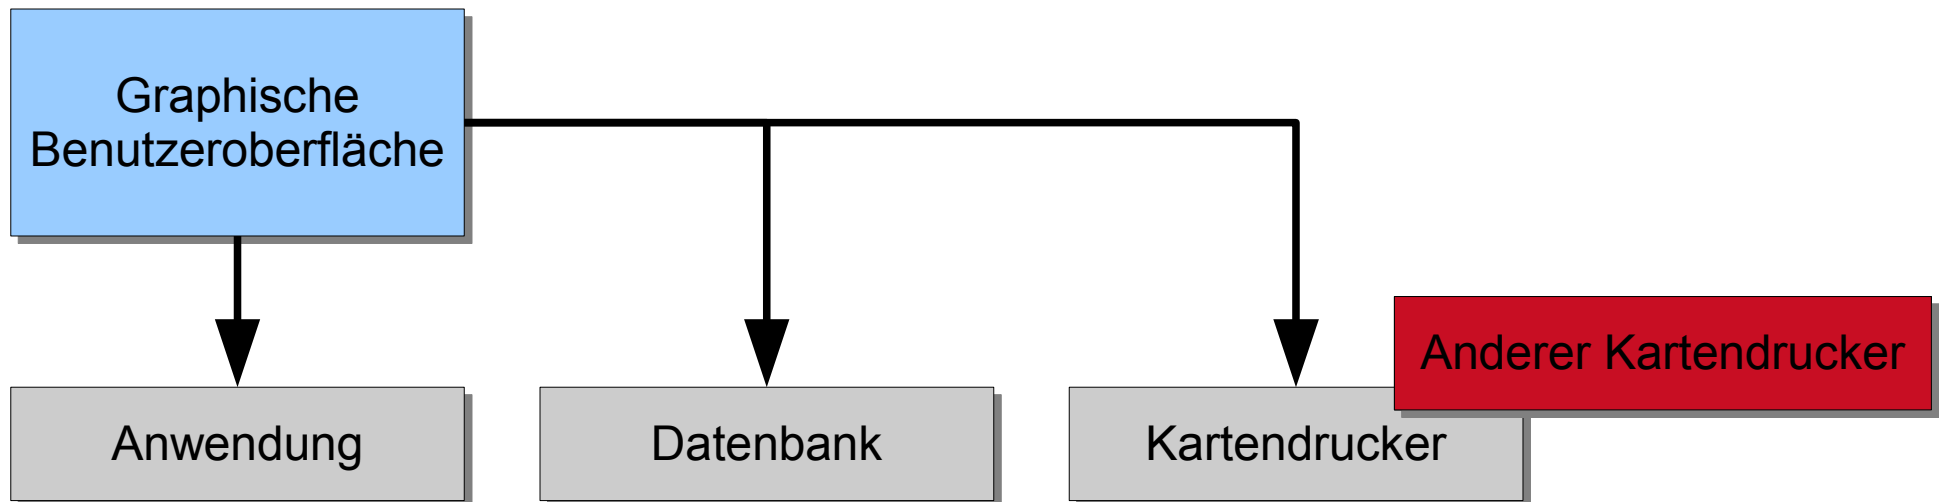 Graphische
Benutzeroberfläche
Anderer Kartendrucker
Anwendung
Datenbank
Kartendrucker